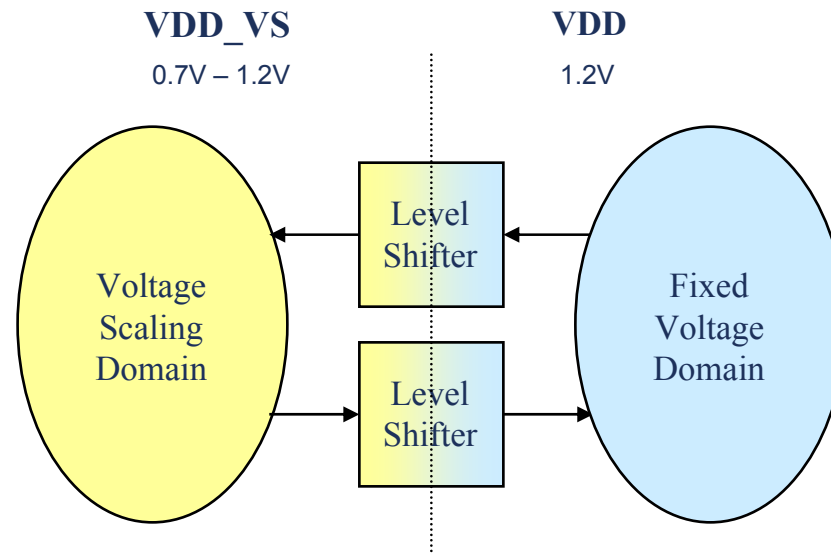 VDD_VS
0.7V – 1.2V
VDD
1.2V
Voltage
Scaling
Domain
Level
Shifter
Level
Shifter
Fixed
Voltage
Domain